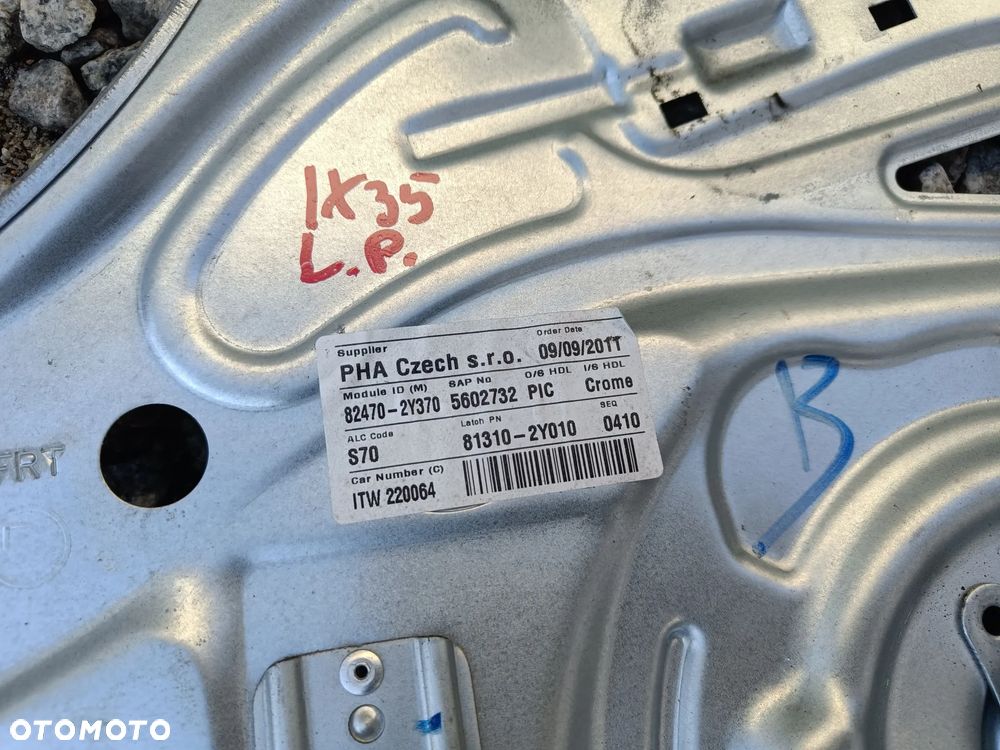 IX35
L.P.
Supplier Order Date
PHA Czech s.r.o. 09/09/2011
Module ID (M) SAP No O/S HDL I/S HDL
82470-2Y370 5602732 PIC Crome
ALC Code Latch PN SEQ
S70 81310-2Y010 0410
Car Number (C)
ITW 220064
FRT
B
OTOMOTO